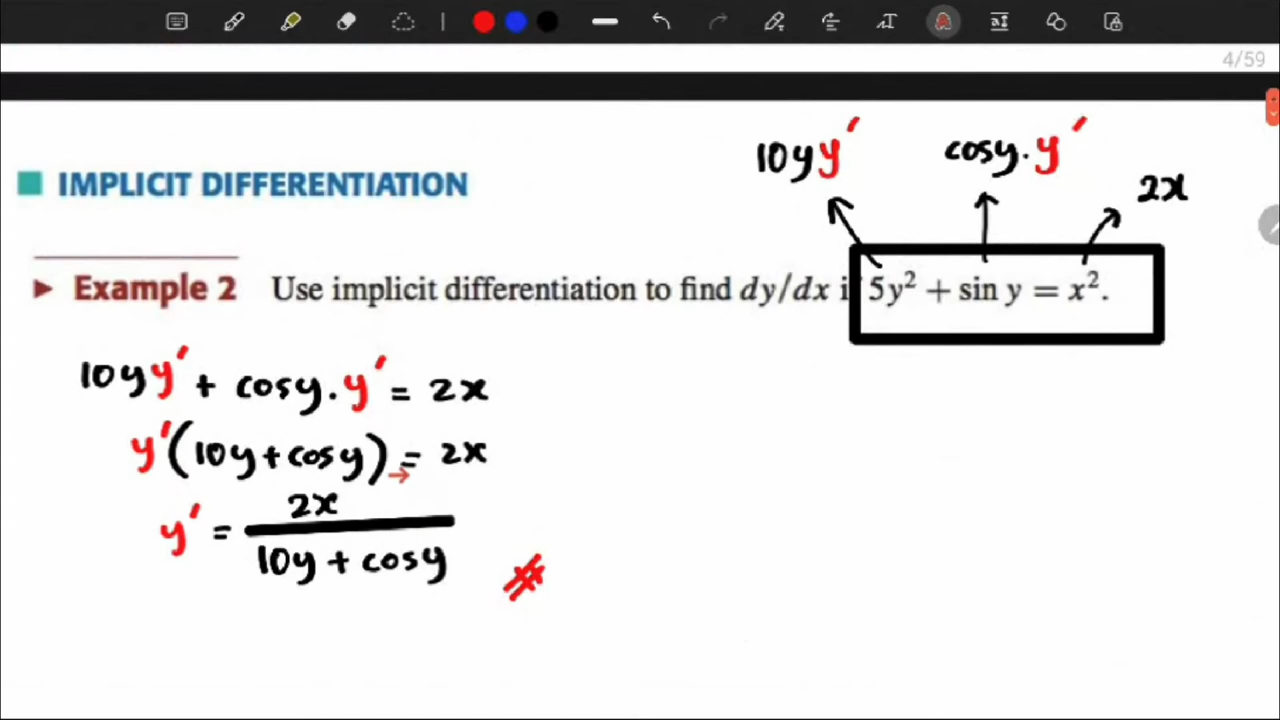 4/59
IMPLICIT DIFFERENTIATION
10yy′ cosy.y′ 2x
Example 2 Use implicit differentiation to find dy/dx i 5y² + sin y = x².
10yy′ + cosy.y′ = 2x
y′(10y+cosy) = 2x
y′ = 2x
10y + cosy